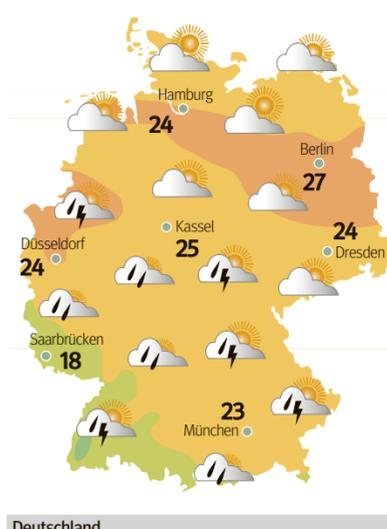 Hamburg
24
Berlin
27
Kassel
25
24
Dresden
Düsseldorf
24
Saarbrücken
18
23
München
Deutschland